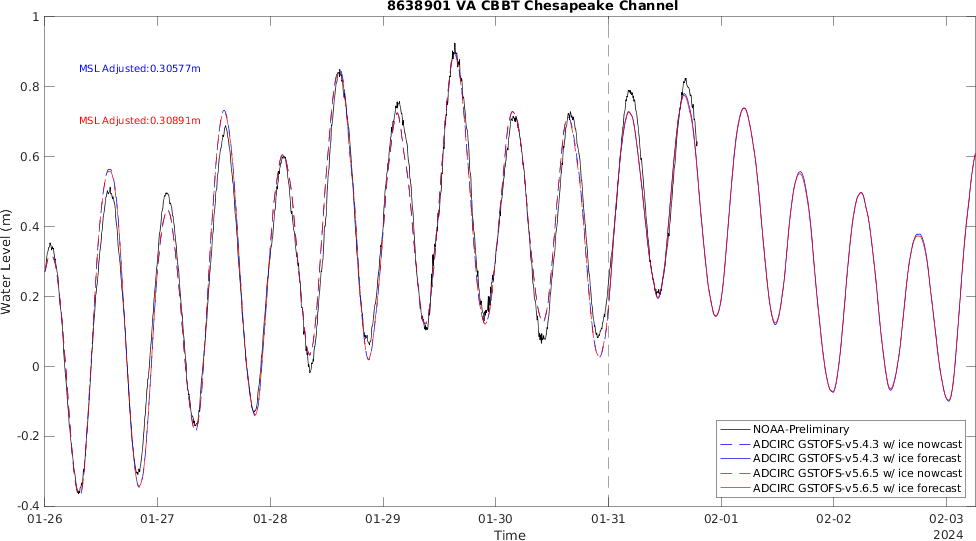 8638901 VA CBBT Chesapeake Channel
1
0.8
0.6
0.4
0.2
0
-0.2
-0.4
Water Level (m)
MSL Adjusted:0.30577m
MSL Adjusted:0.30891m
NOAA-Preliminary
ADCIRC GSTOFS-v5.4.3 w/ ice nowcast
ADCIRC GSTOFS-v5.4.3 w/ ice forecast
ADCIRC GSTOFS-v5.6.5 w/ ice nowcast
ADCIRC GSTOFS-v5.6.5 w/ ice forecast
01-26 01-27 01-28 01-29 01-30 01-31 02-01 02-02 02-03
Time
2024